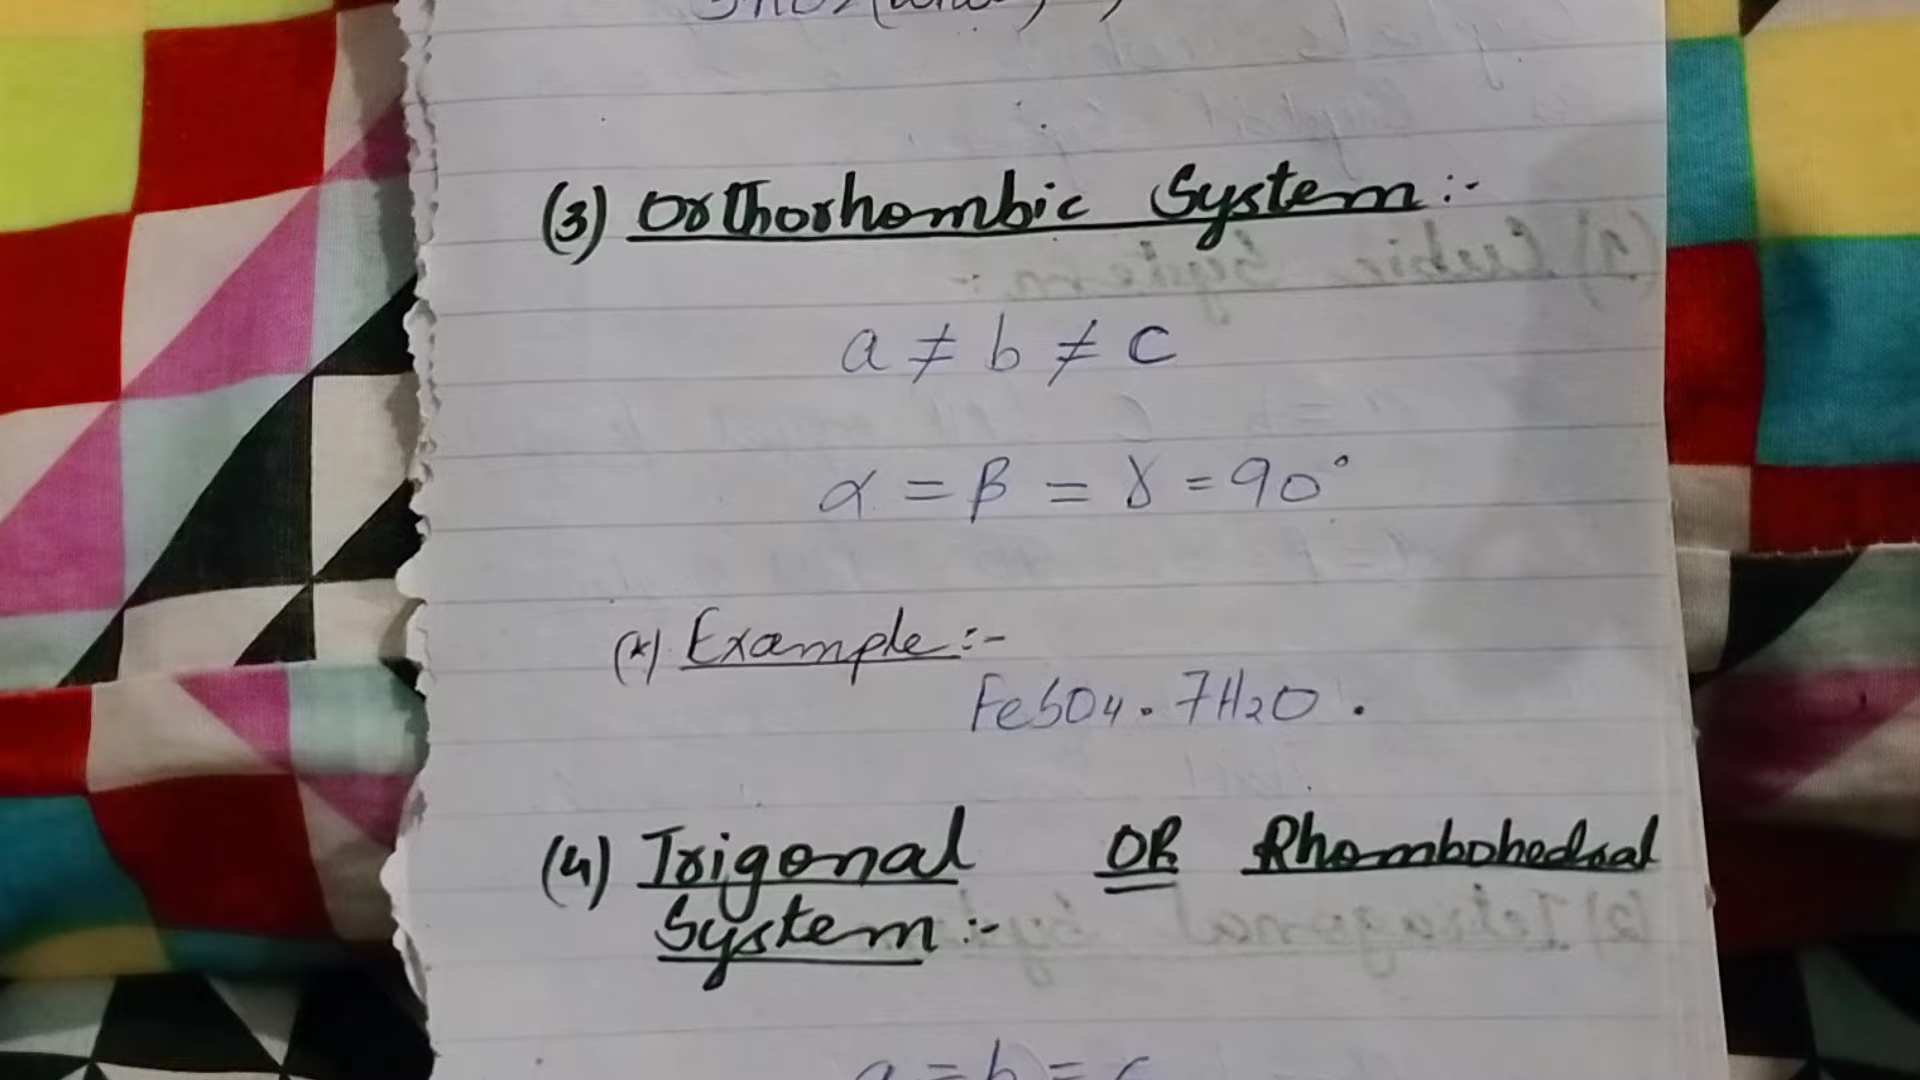 (3) Orthorhombic System:-
a ≠ b ≠ c
α = β = γ = 90°
(*) Example:-
FeSO4 . 7H2O .
(4) Trigonal OR Rhombohedral
System:-
a = b = c